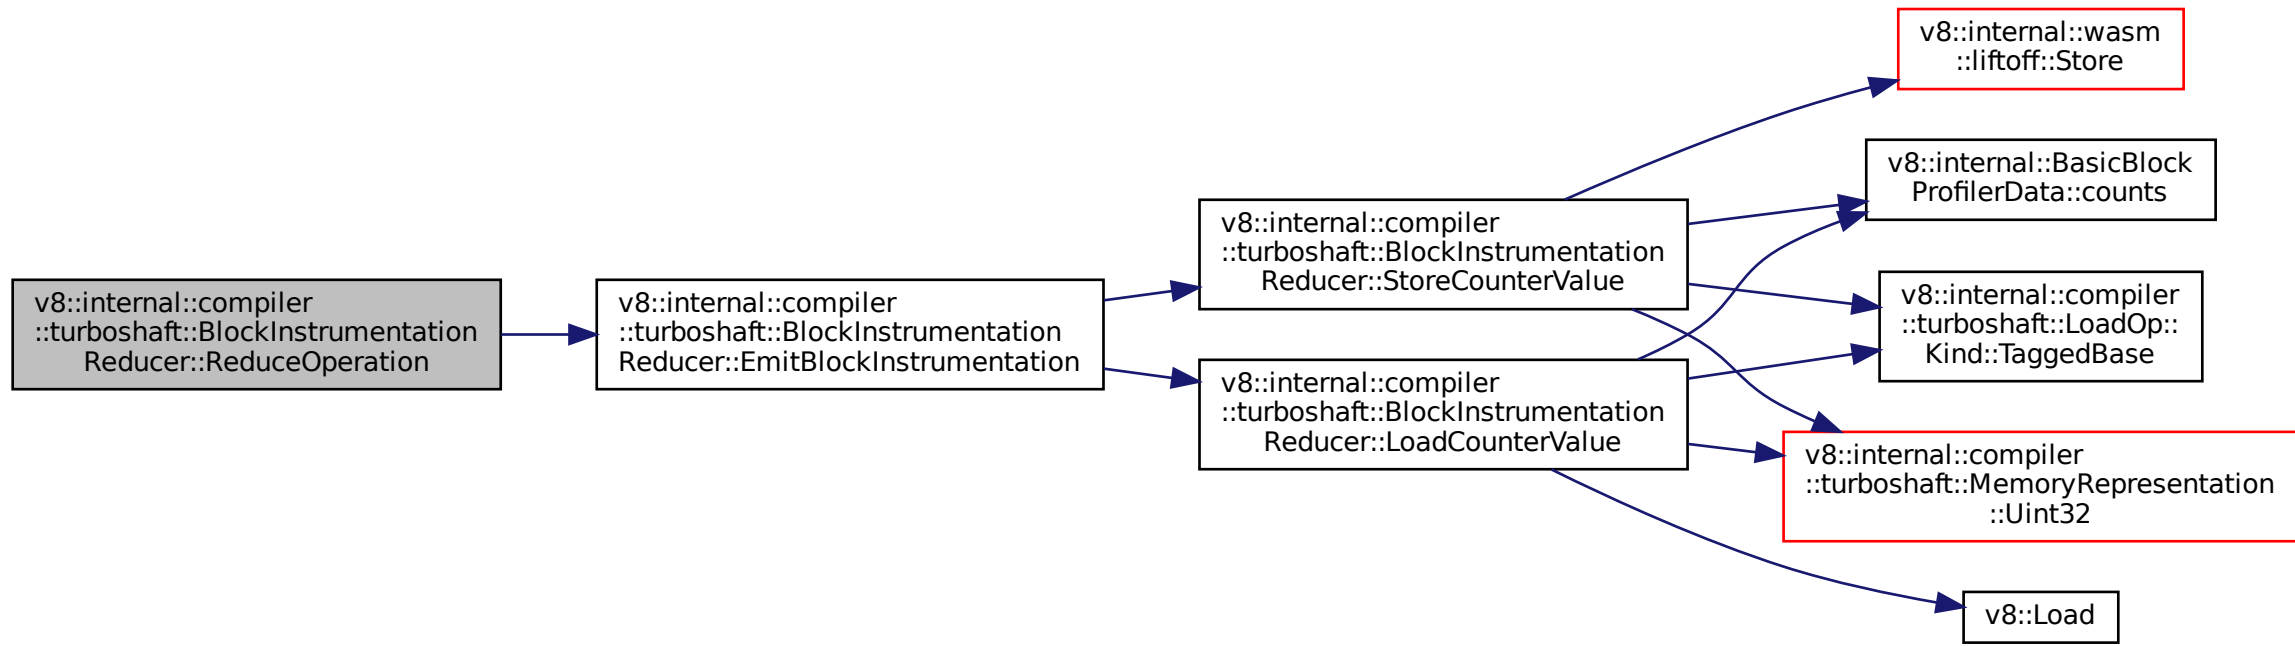 v8::internal::compiler
::turboshaft::BlockInstrumentation
Reducer::ReduceOperation
v8::internal::compiler
::turboshaft::BlockInstrumentation
Reducer::EmitBlockInstrumentation
v8::internal::compiler
::turboshaft::BlockInstrumentation
Reducer::StoreCounterValue
v8::internal::compiler
::turboshaft::BlockInstrumentation
Reducer::LoadCounterValue
v8::internal::wasm
::liftoff::Store
v8::internal::BasicBlock
ProfilerData::counts
v8::internal::compiler
::turboshaft::LoadOp::
Kind::TaggedBase
v8::internal::compiler
::turboshaft::MemoryRepresentation
::Uint32
v8::Load